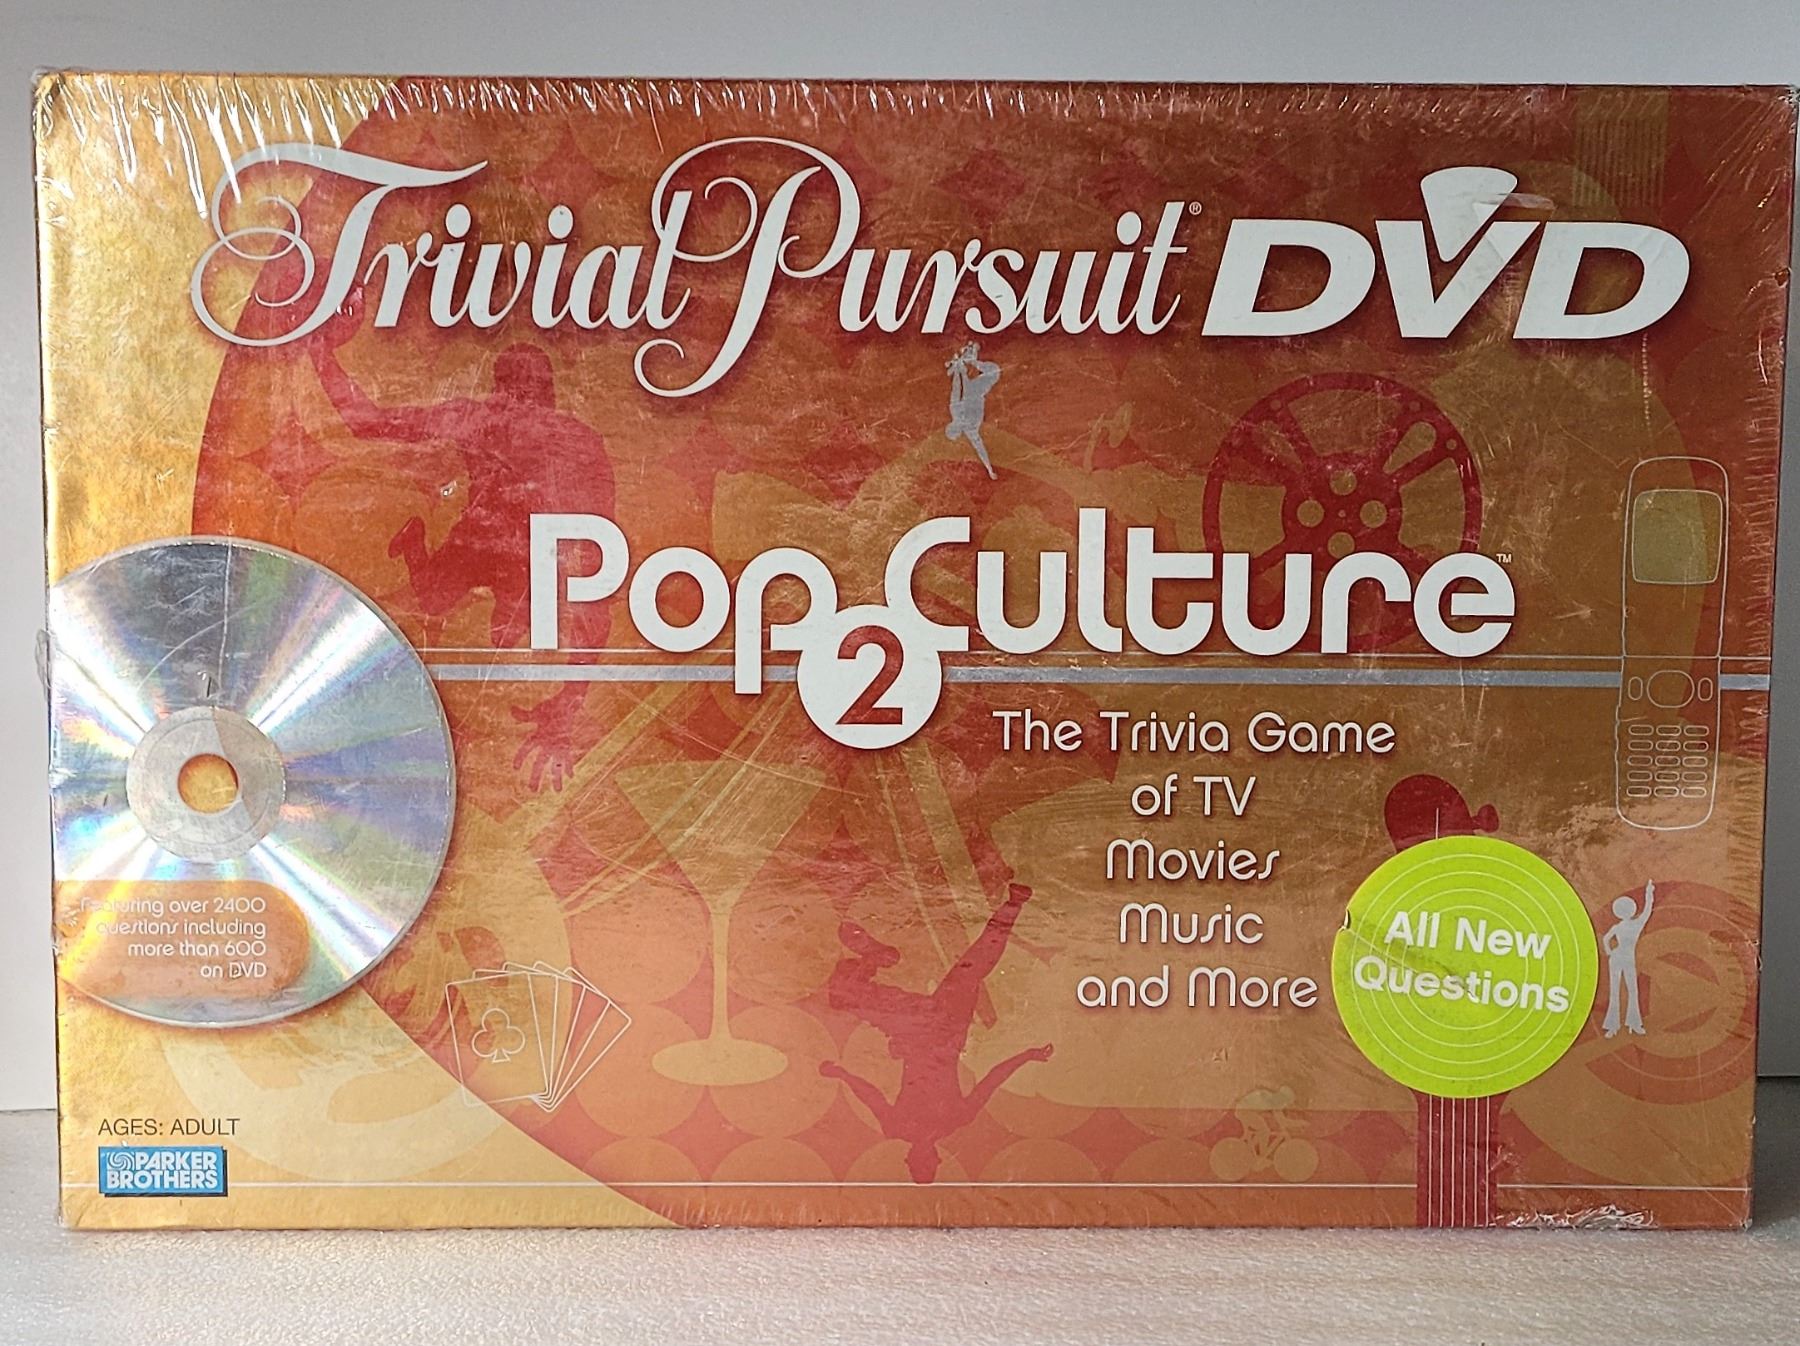 Trivial Pursuit® DVD
Pop Culture™
2
The Trivia Game
of TV
Movies
Music
and More
All New
Questions
Featuring over 2400
questions including
more than 600
on DVD
AGES: ADULT
PARKER
BROTHERS